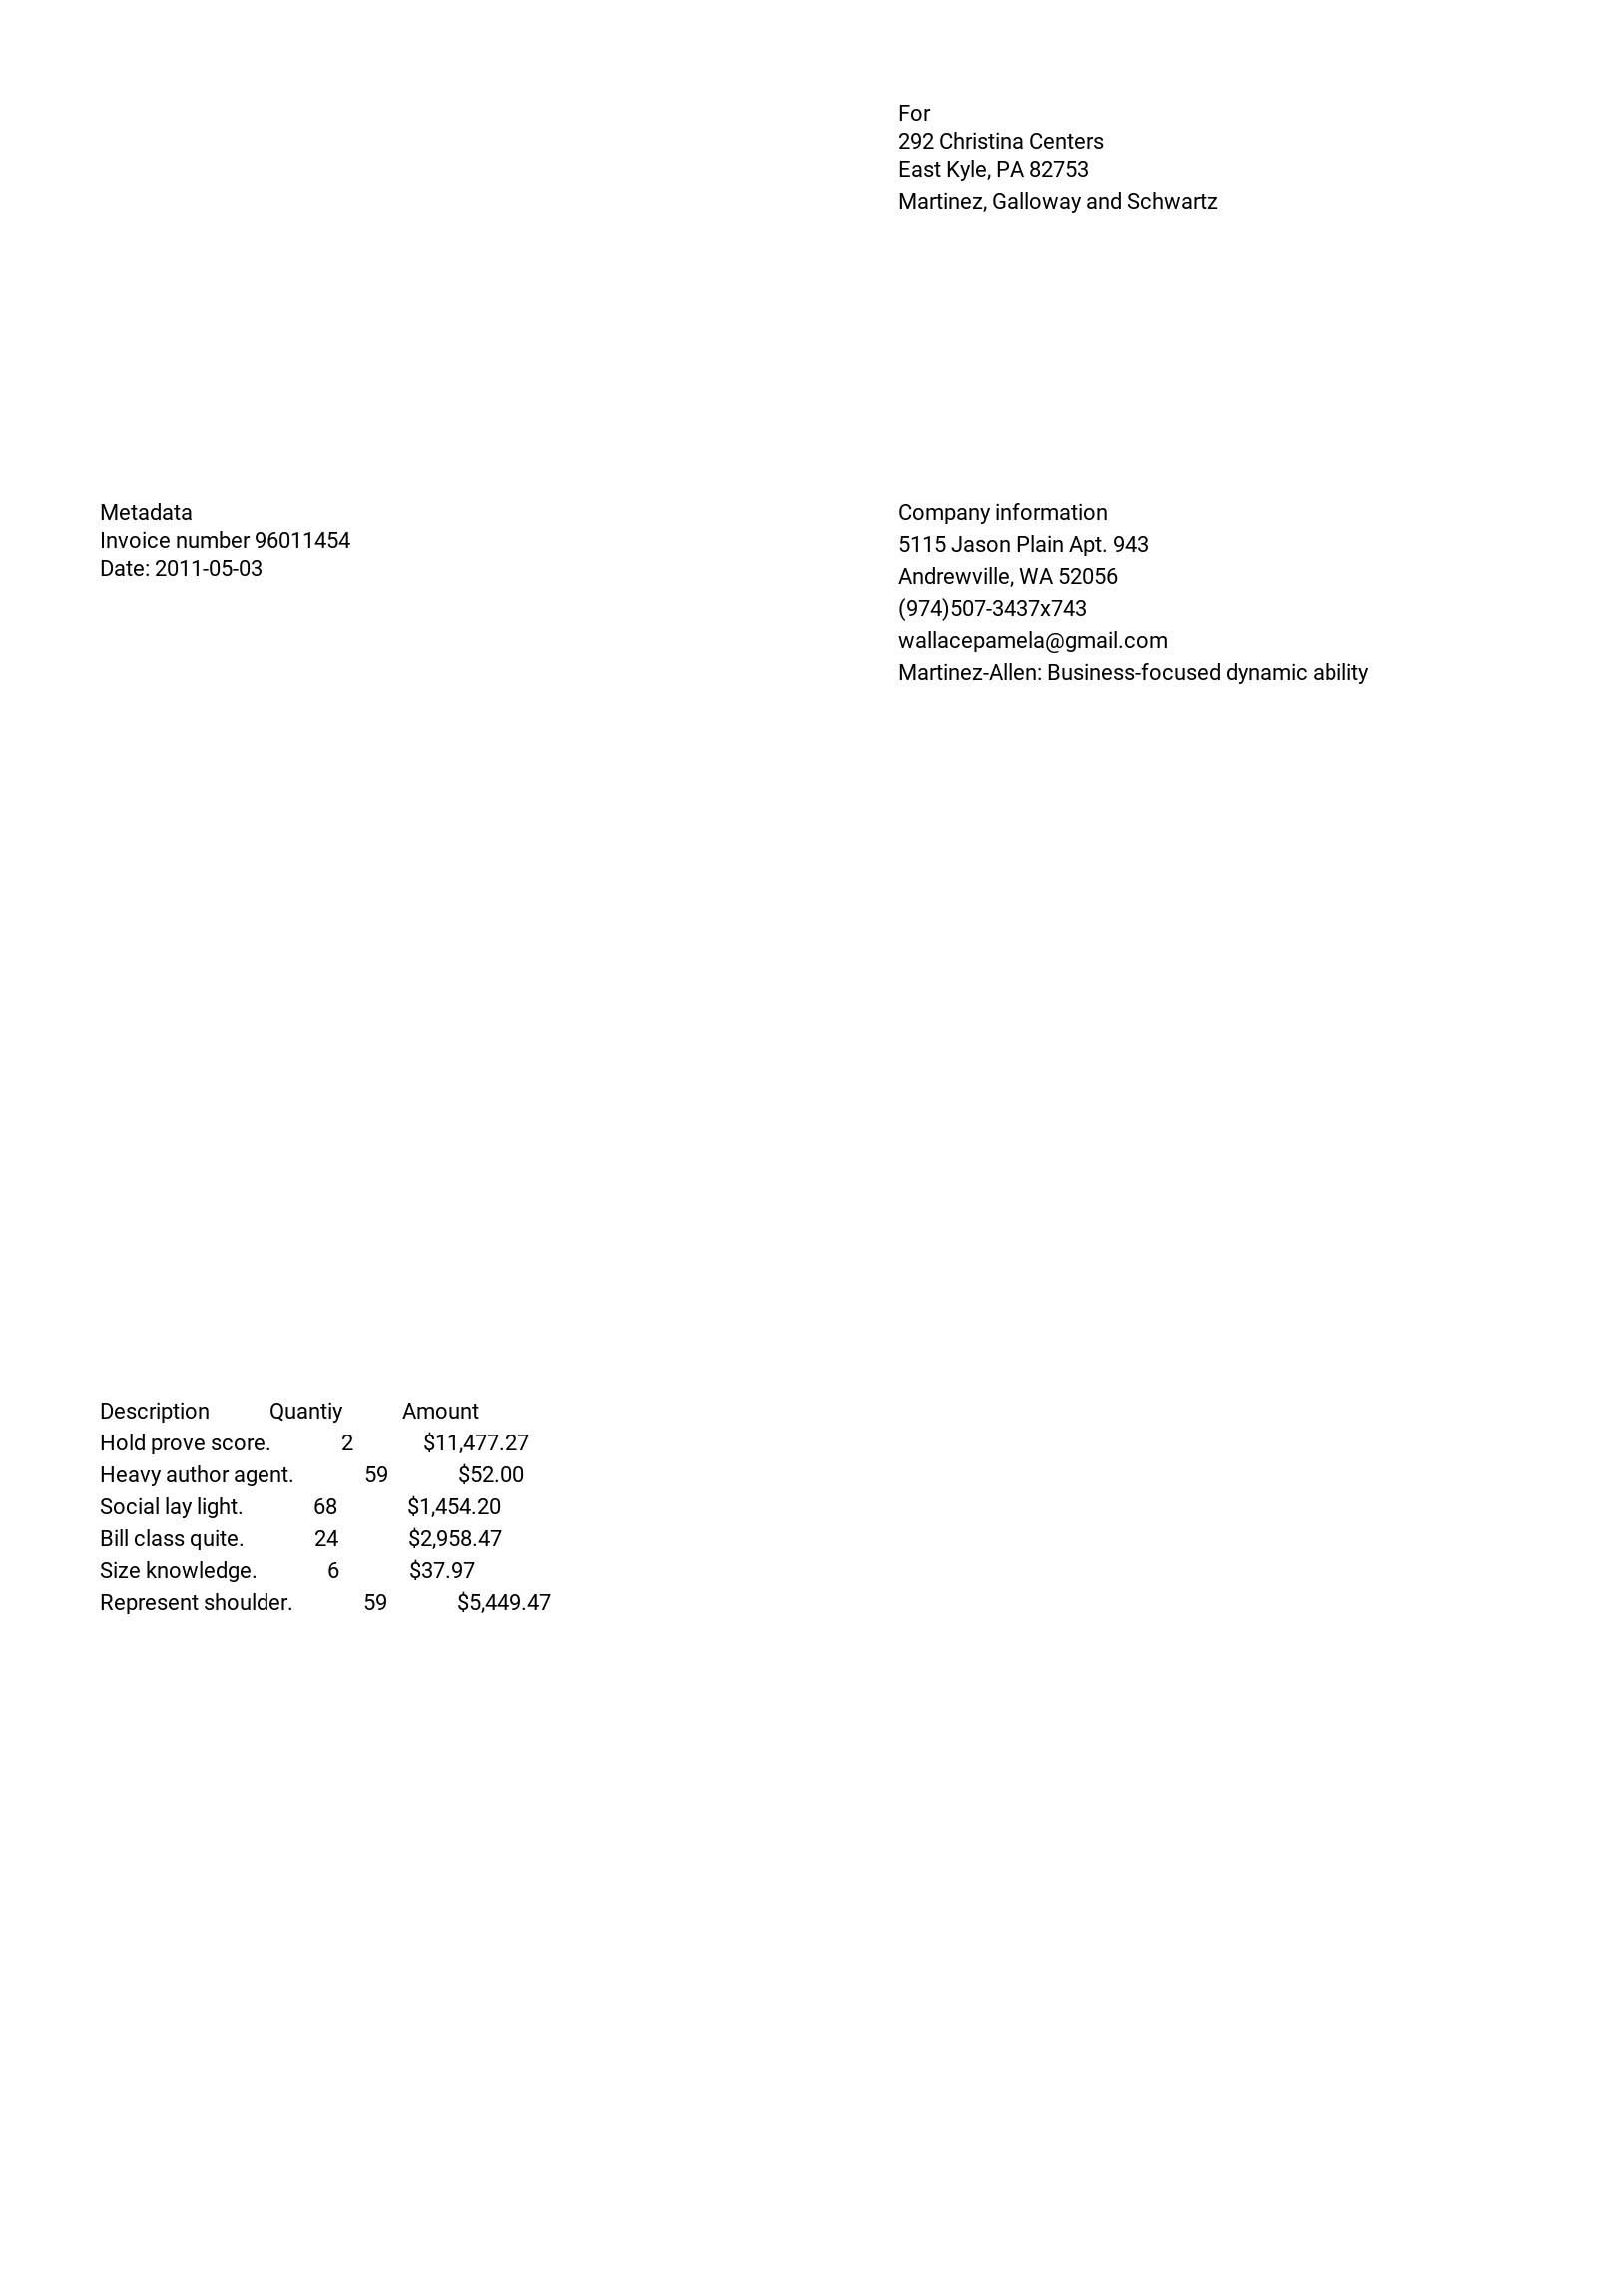 For
292 Christina Centers
East Kyle, PA 82753
Martinez, Galloway and Schwartz
Metadata
Invoice number 96011454
Date: 2011-05-03
Company information
5115 Jason Plain Apt. 943
Andrewville, WA 52056
(974)507-3437x743
wallacepamela@gmail.com
Martinez-Allen: Business-focused dynamic ability
Description Quantiy Amount
Hold prove score. 2 $11,477.27
Heavy author agent. 59 $52.00
Social lay light. 68 $1,454.20
Bill class quite. 24 $2,958.47
Size knowledge. 6 $37.97
Represent shoulder. 59 $5,449.47